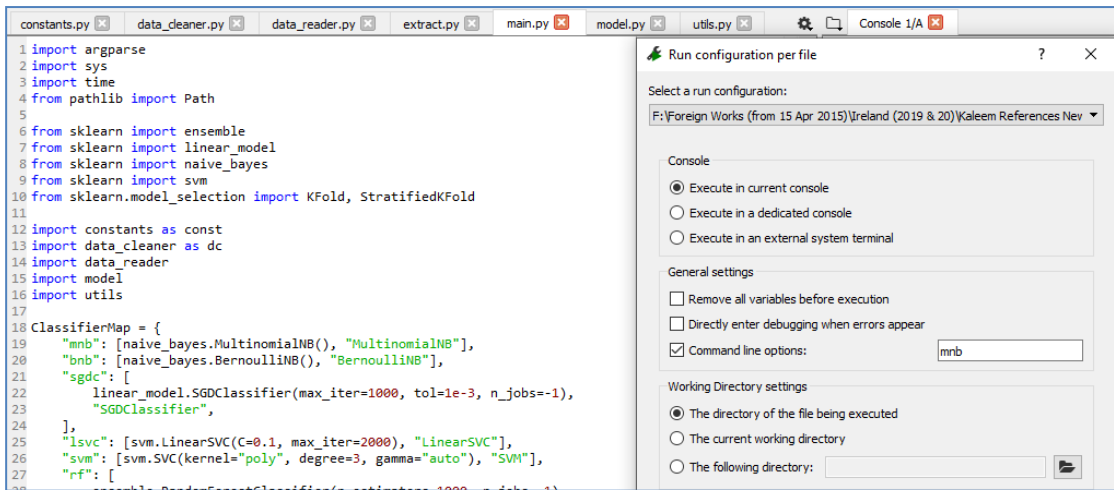 constants.py data_cleaner.py data_reader.py extract.py main.py model.py utils.py Console 1/A
1 import argparse
2 import sys
3 import time
4 from pathlib import Path
5
6 from sklearn import ensemble
7 from sklearn import linear_model
8 from sklearn import naive_bayes
9 from sklearn import svm
10 from sklearn.model_selection import KFold, StratifiedKFold
11
12 import constants as const
13 import data_cleaner as dc
14 import data_reader
15 import model
16 import utils
17
18 ClassifierMap = {
19 "mnb": [naive_bayes.MultinomialNB(), "MultinomialNB"],
20 "bnb": [naive_bayes.BernoulliNB(), "BernoulliNB"],
21 "sgdc": [
22 linear_model.SGDClassifier(max_iter=1000, tol=1e-3, n_jobs=-1),
23 "SGDClassifier",
24 ],
25 "lsvc": [svm.LinearSVC(C=0.1, max_iter=2000), "LinearSVC"],
26 "svm": [svm.SVC(kernel="poly", degree=3, gamma="auto"), "SVM"],
27 "rf": [
Run configuration per file ?
Select a run configuration:
F:\Foreign Works (from 15 Apr 2015)\Ireland (2019 & 20)\Kaleem References New
Console
Execute in current console
Execute in a dedicated console
Execute in an external system terminal
General settings
Remove all variables before execution
Directly enter debugging when errors appear
Command line options: mnb
Working Directory settings
The directory of the file being executed
The current working directory
The following directory: